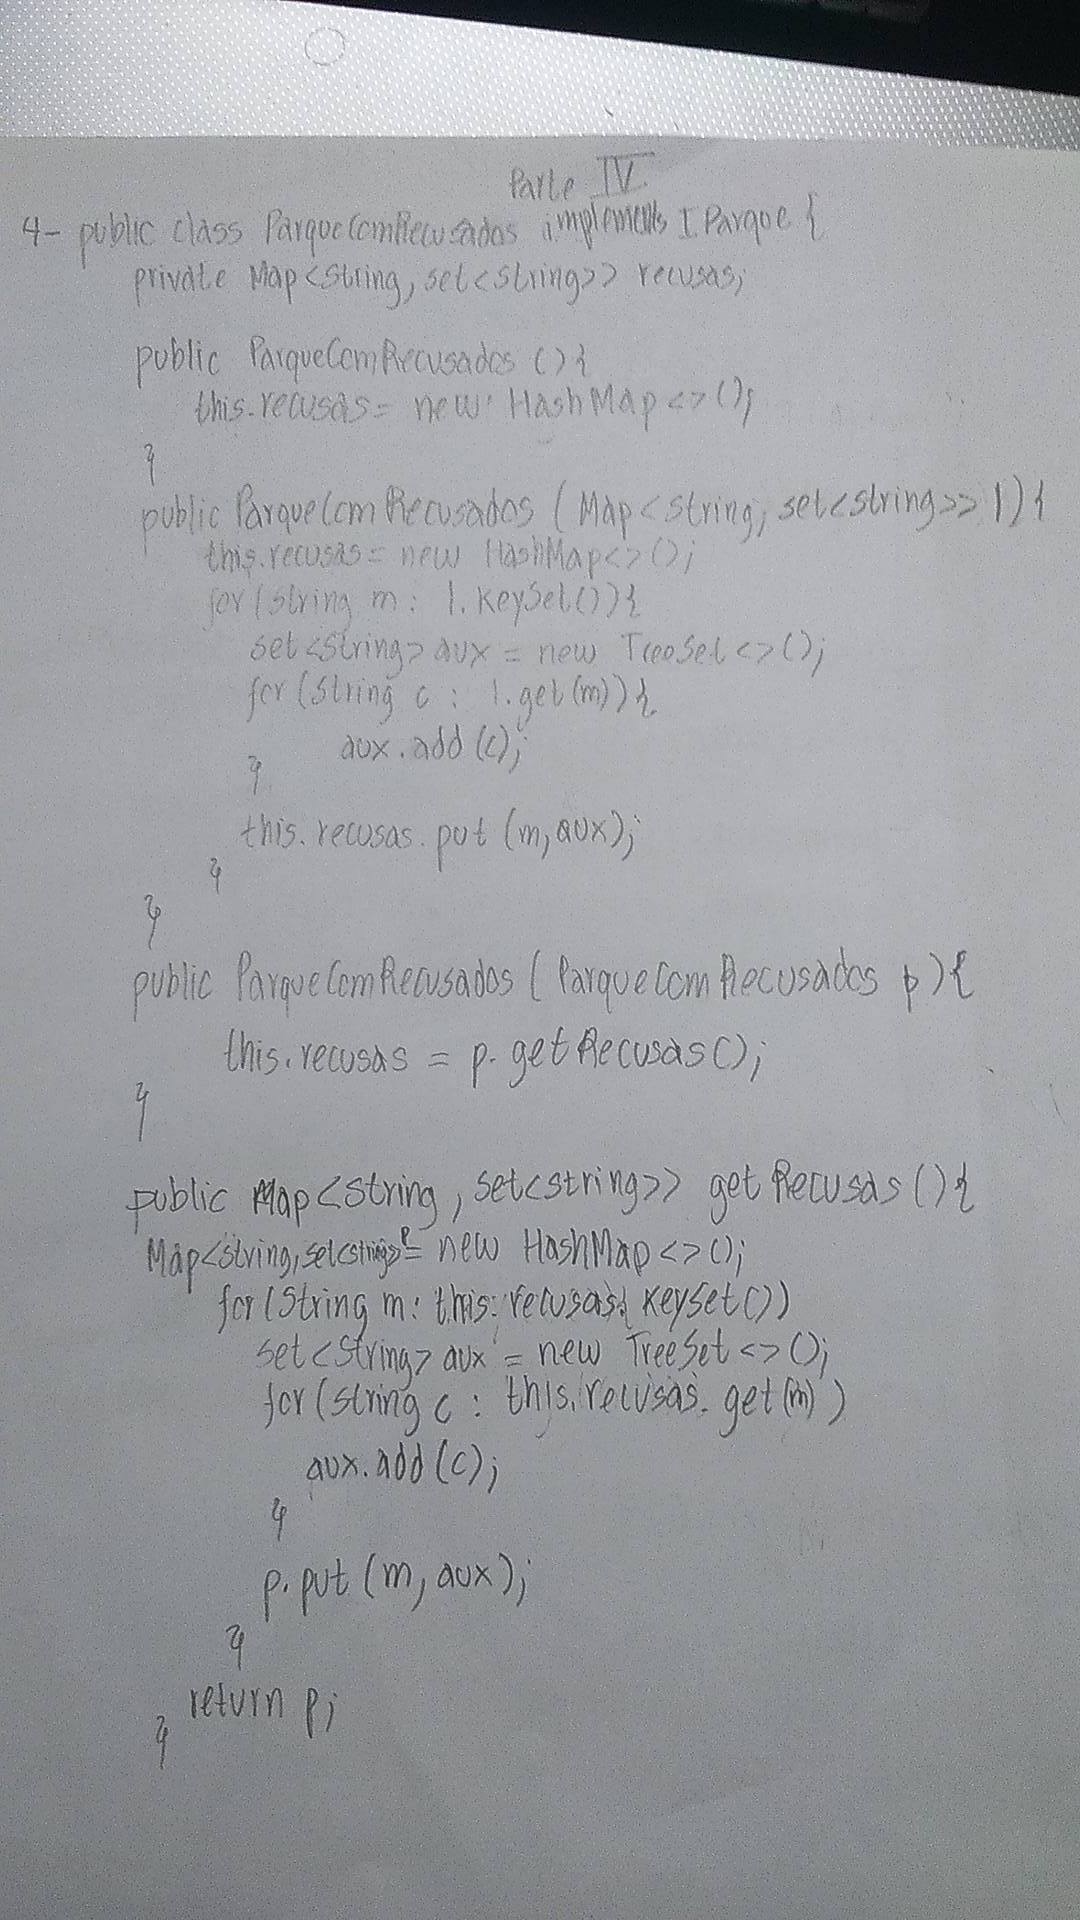 Parte IV
4- public class ParqueComRecusados implements IParque {
private Map<String, set<string>> recusas;
public ParqueComRecusados () {
this.recusas = new HashMap<>();
}
public ParqueComRecusados (Map<string, set<string>> l) {
this.recusas = new HashMap<>();
for (String m : l.KeySet()) {
set<String> aux = new TreeSet<>();
for (String c : l.get(m)) {
aux.add(c);
}
this.recusas.put (m, aux);
}
}
public ParqueComRecusados ( ParqueComRecusados p) {
this.recusas = p.getRecusas();
}
public Map<string, set<string>> getRecusas () {
Map<string, set<string>> p = new HashMap<>();
for (String m : this.recusas. KeySet())
set<String> aux = new TreeSet<>();
for (string c : this.recusas.get(m) )
aux.add(c);
}
p.put (m, aux);
}
return p;
}